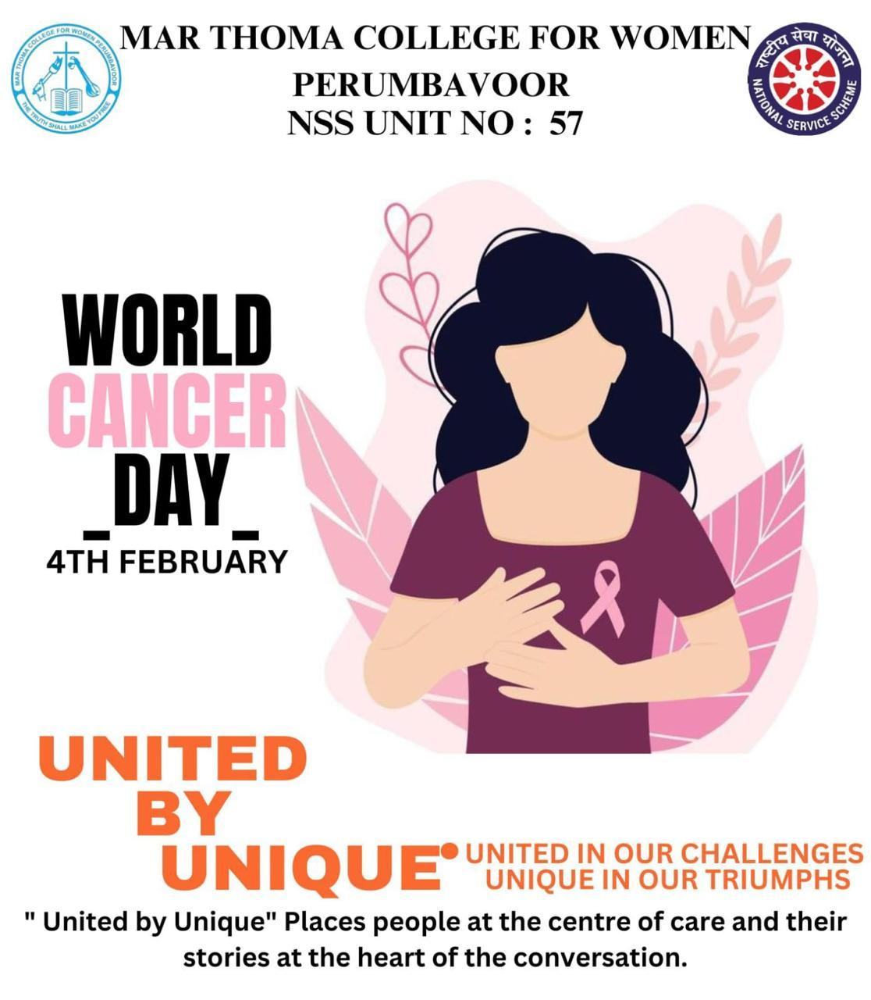 MAR THOMA COLLEGE FOR WOMEN
PERUMBAVOOR
NSS UNIT NO : 57
MAR THOMA COLLEGE FOR WOMEN PERUMBAVOOR
THE TRUTH SHALL MAKE YOU FREE
राष्ट्रीय सेवा योजना
NATIONAL SERVICE SCHEME
WORLD
CANCER
_DAY_
4TH FEBRUARY
UNITED
BY
UNIQUE
UNITED IN OUR CHALLENGES
UNIQUE IN OUR TRIUMPHS
" United by Unique" Places people at the centre of care and their
stories at the heart of the conversation.